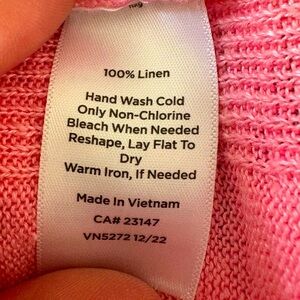 100% Linen
Hand Wash Cold
Only Non-Chlorine
Bleach When Needed
Reshape, Lay Flat To
Dry
Warm Iron, If Needed
Made In Vietnam
CA# 23147
VN5272 12/22